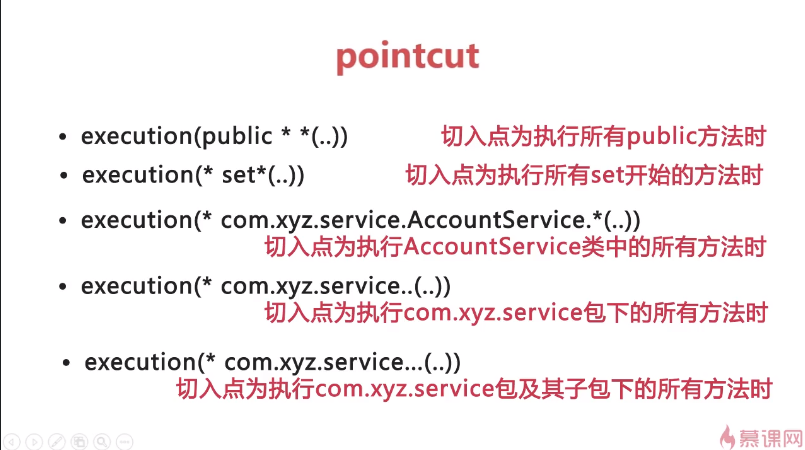 pointcut
• execution(public * *(..)) 切入点为执行所有public方法时
• execution(* set*(..)) 切入点为执行所有set开始的方法时
• execution(* com.xyz.service.AccountService.*(..))
切入点为执行AccountService类中的所有方法时
• execution(* com.xyz.service..(..))
切入点为执行com.xyz.service包下的所有方法时
• execution(* com.xyz.service...(..))
切入点为执行com.xyz.service包及其子包下的所有方法时
慕课网